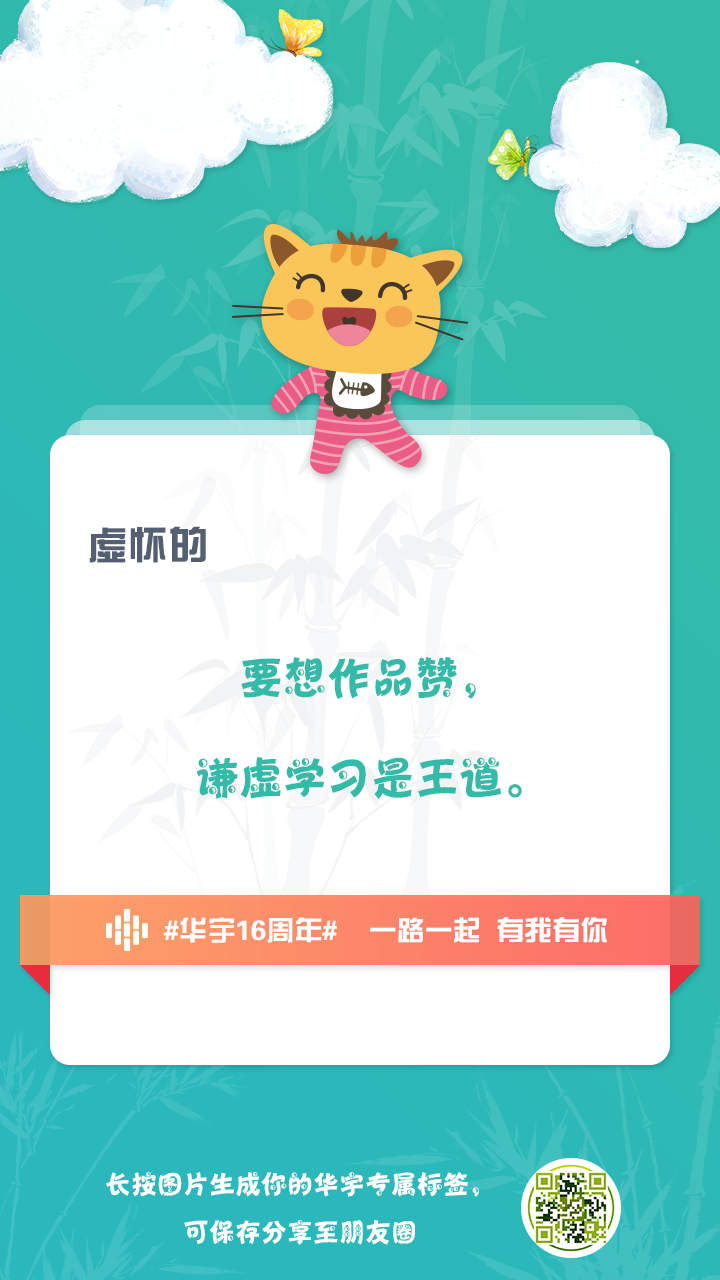 虚怀的
要想作品赞，
谦虚学习是王道。
#华宇16周年# 一路一起 有我有你
长按图片生成你的华宇专属标签，
可保存分享至朋友圈